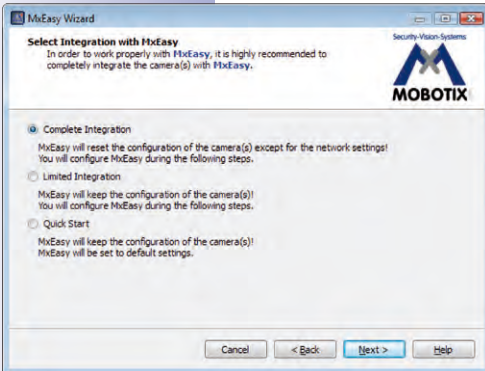 MxEasy Wizard
Select Integration with MxEasy
In order to work properly with MxEasy, it is highly recommended to
completely integrate the camera(s) with MxEasy.
Security-Vision-Systems
MOBOTIX
Complete Integration
MxEasy will reset the configuration of the camera(s) except for the network settings!
You will configure MxEasy during the following steps.
Limited Integration
MxEasy will keep the configuration of the camera(s)!
You will configure MxEasy during the following steps.
Quick Start
MxEasy will keep the configuration of the camera(s)!
MxEasy will be set to default settings.
Cancel
< Back
Next >
Help